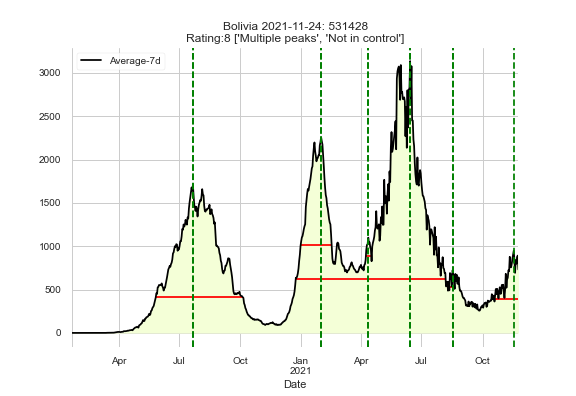 Bolivia 2021-11-24: 531428
Rating:8 ['Multiple peaks', 'Not in control']
Average-7d
3000
2500
2000
1500
1000
500
0
Apr Jul Oct Jan Apr Jul Oct
2021
Date